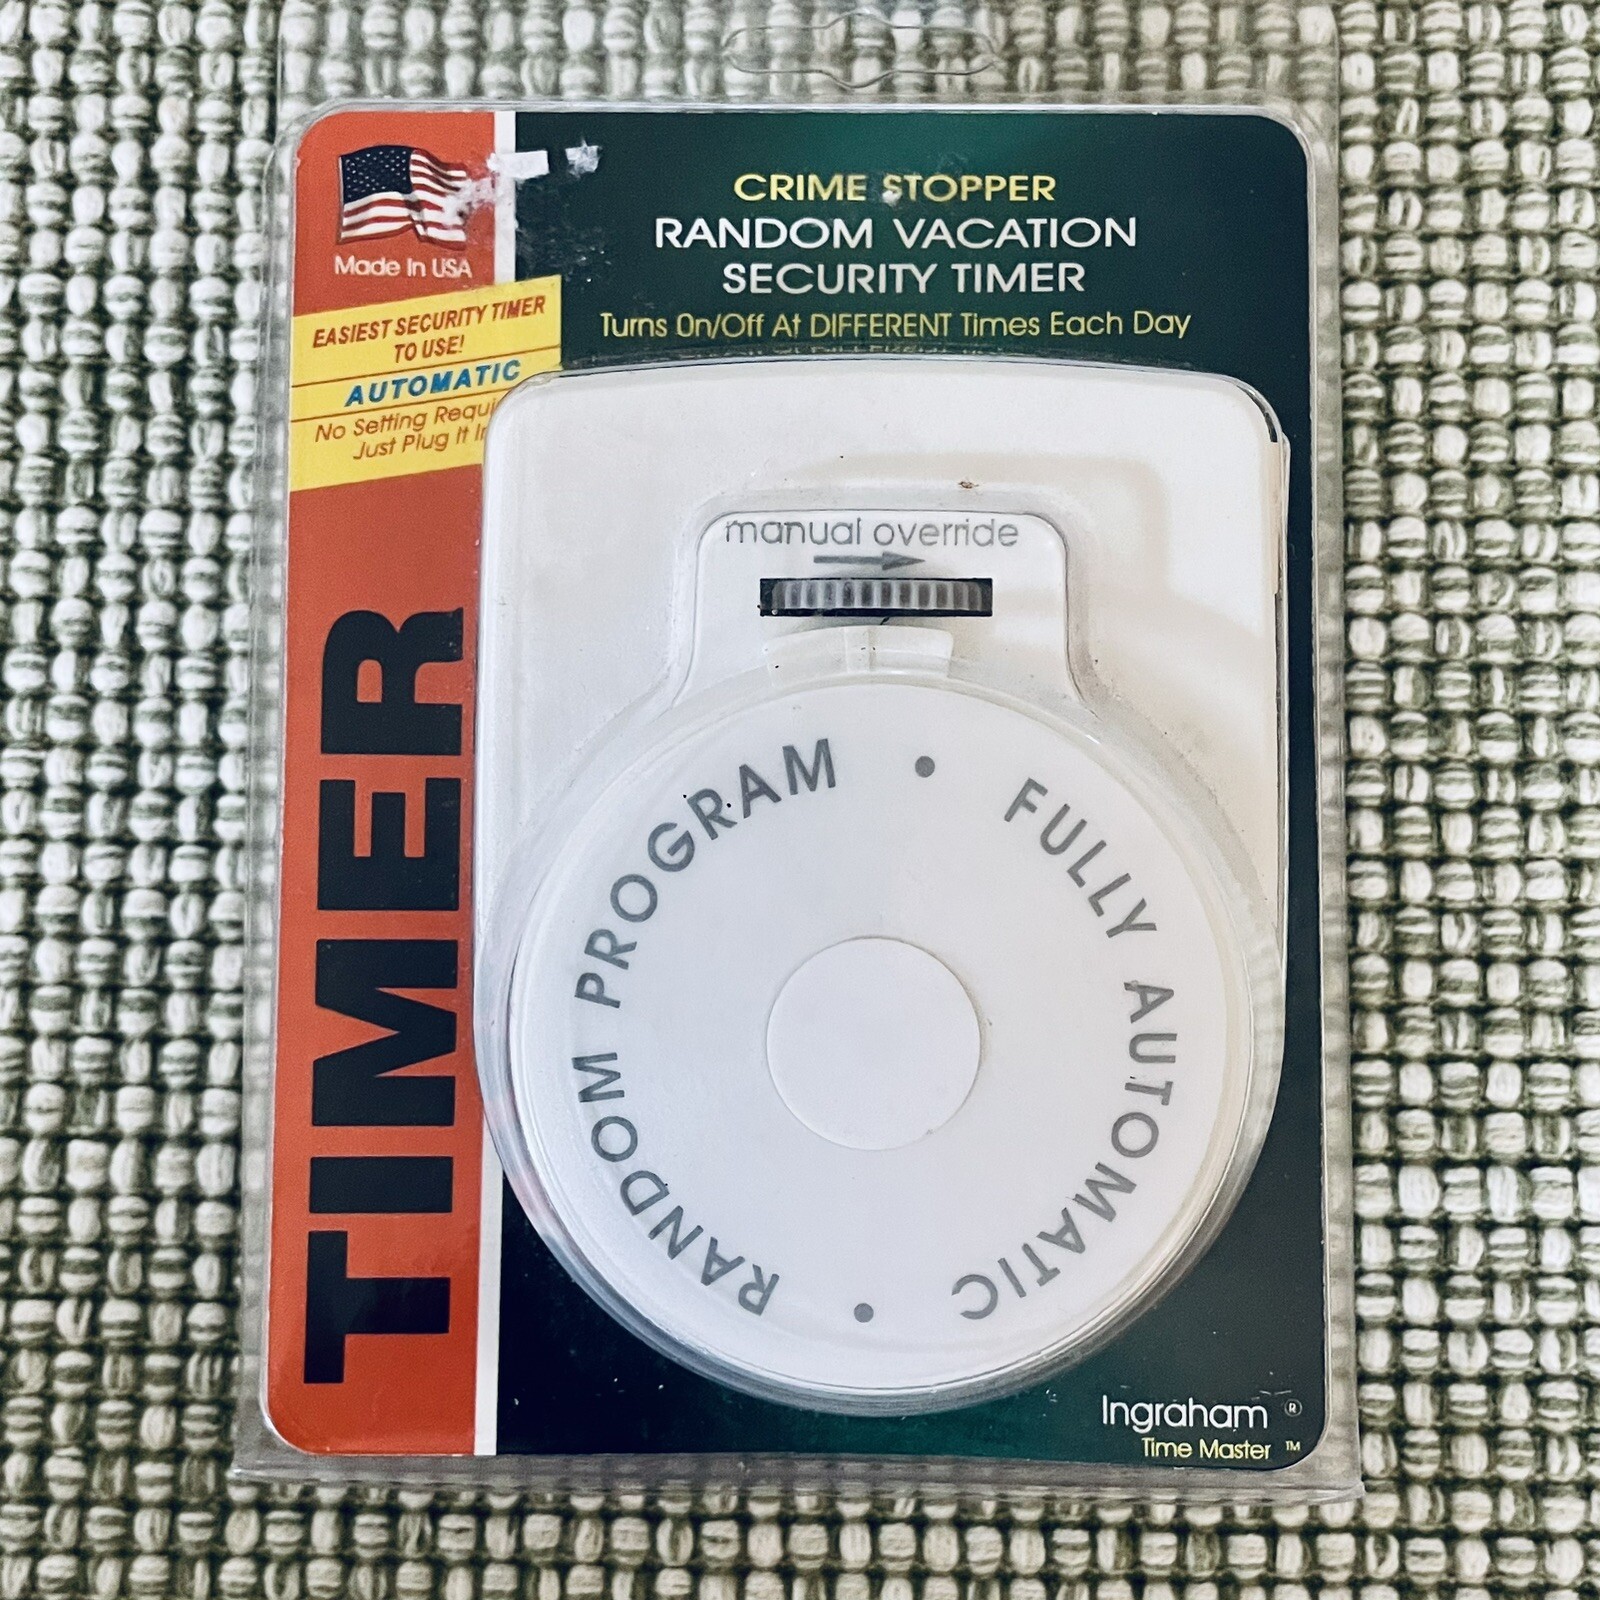 Made In USA
EASIEST SECURITY TIMER
TO USE!
AUTOMATIC
No Setting
Just Plug It
TIMER
CRIME STOPPER
RANDOM VACATION
SECURITY TIMER
Turns On/Off At DIFFERENT Times Each Day
manual override
RANDOM PROGRAM • FULLY AUTOMATIC •
Ingraham ®
Time Master ™